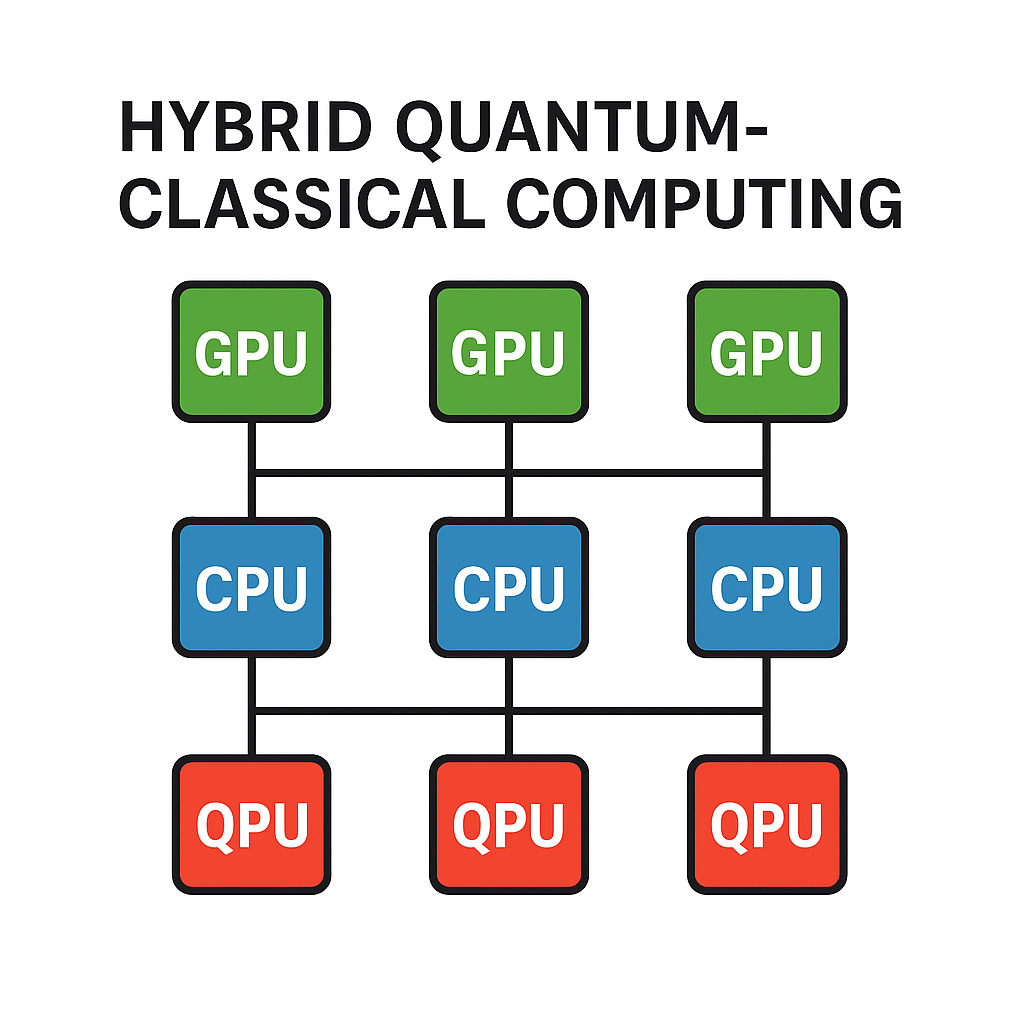 HYBRID QUANTUM-
CLASSICAL COMPUTING
GPU GPU GPU
CPU CPU CPU
QPU QPU QPU